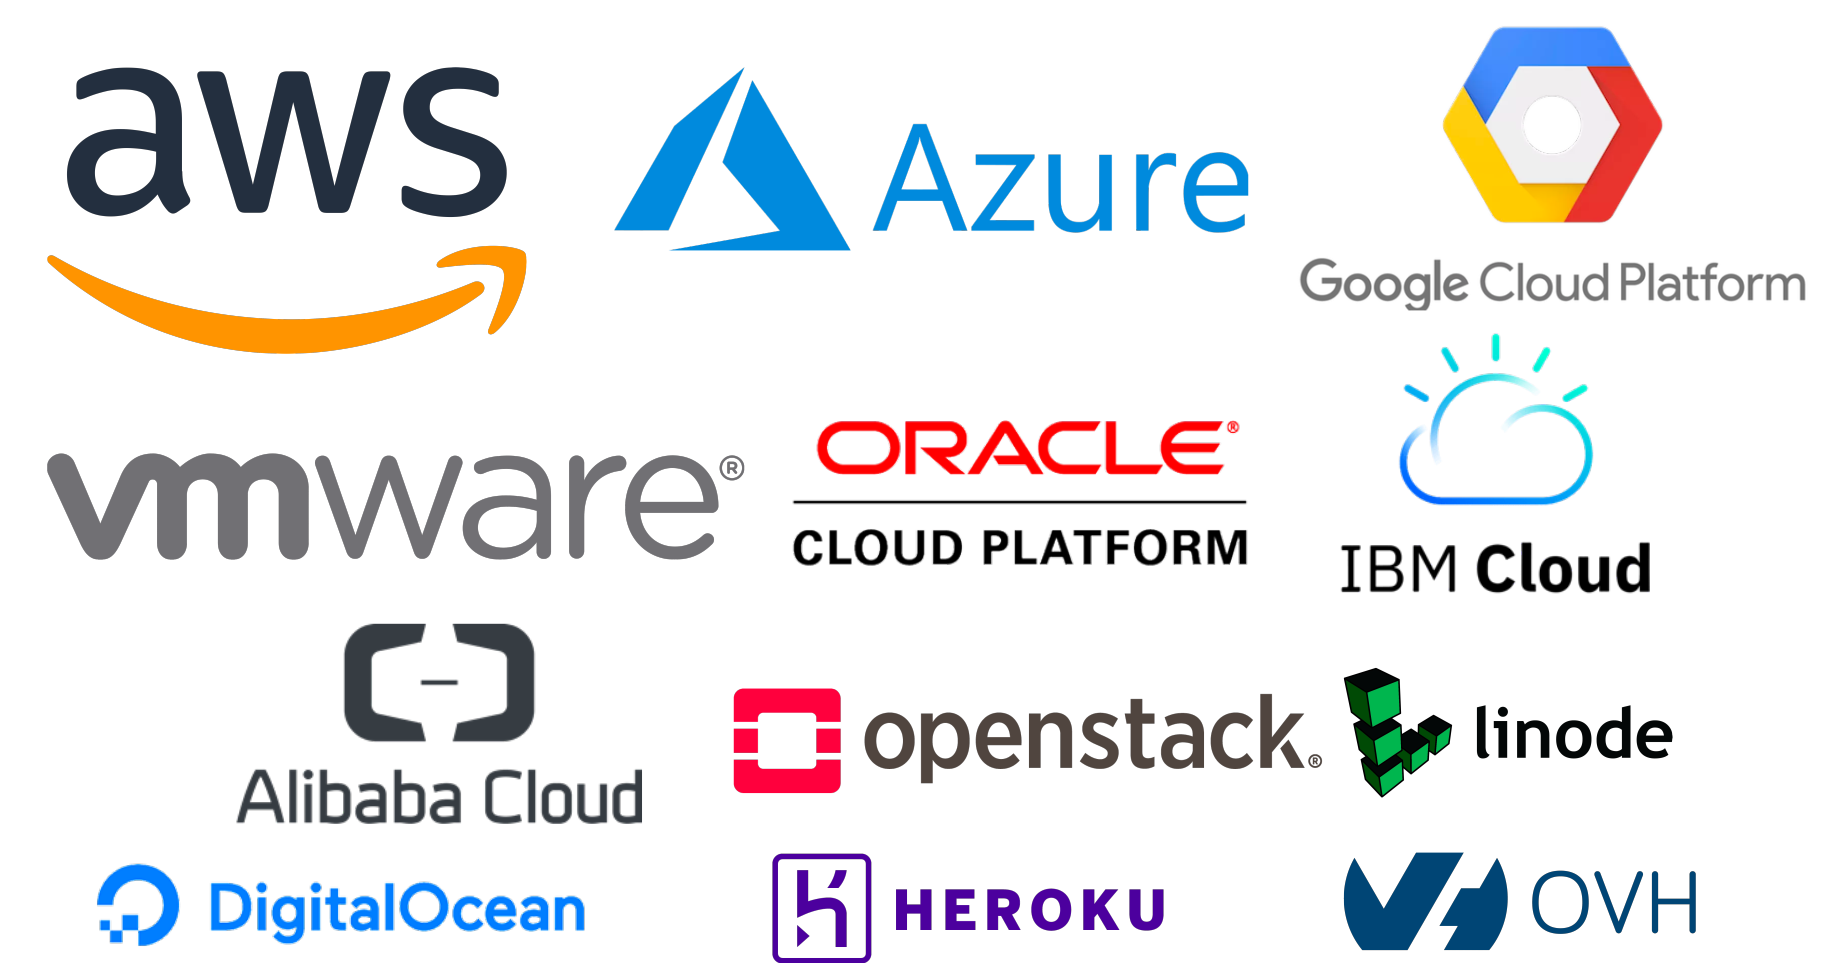 aws
Azure
Google Cloud Platform
vmware®
ORACLE®
CLOUD PLATFORM
IBM Cloud
Alibaba Cloud
openstack®
linode
DigitalOcean
HEROKU
OVH